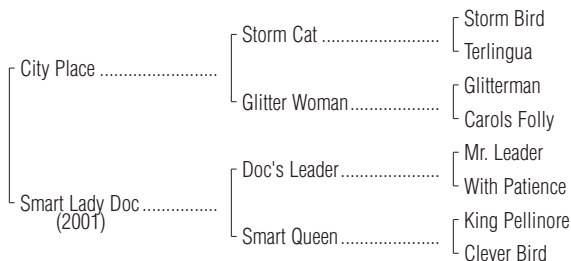 Storm Bird
Storm Cat ........................
Terlingua
City Place ........................
Glitterman
Glitter Woman ..................
Carols Folly
Mr. Leader
Doc's Leader ....................
With Patience
Smart Lady Doc ...............
(2001)
King Pellinore
Smart Queen ....................
Clever Bird